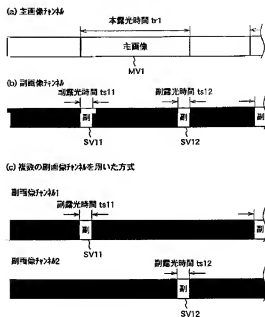 (a) 主画像チャンネル
本露光時間 tr1
主画像
MV1
(b) 副画像チャンネル
副露光時間 ts11 副露光時間 ts12
副 副 副
SV11 SV12
(c) 複数の副画像チャンネルを用いた方式
副画像チャンネル1
副露光時間 ts11
副 副
SV11
副画像チャンネル2
副露光時間 ts12
副
SV12